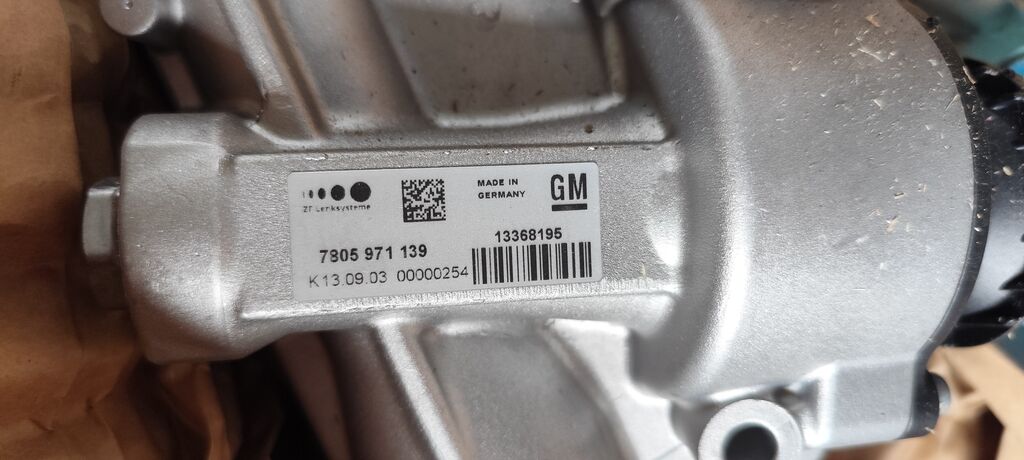 ZF Lenksysteme
MADE IN
GERMANY
GM
7805 971 139
13368195
K13.09.03 00000254